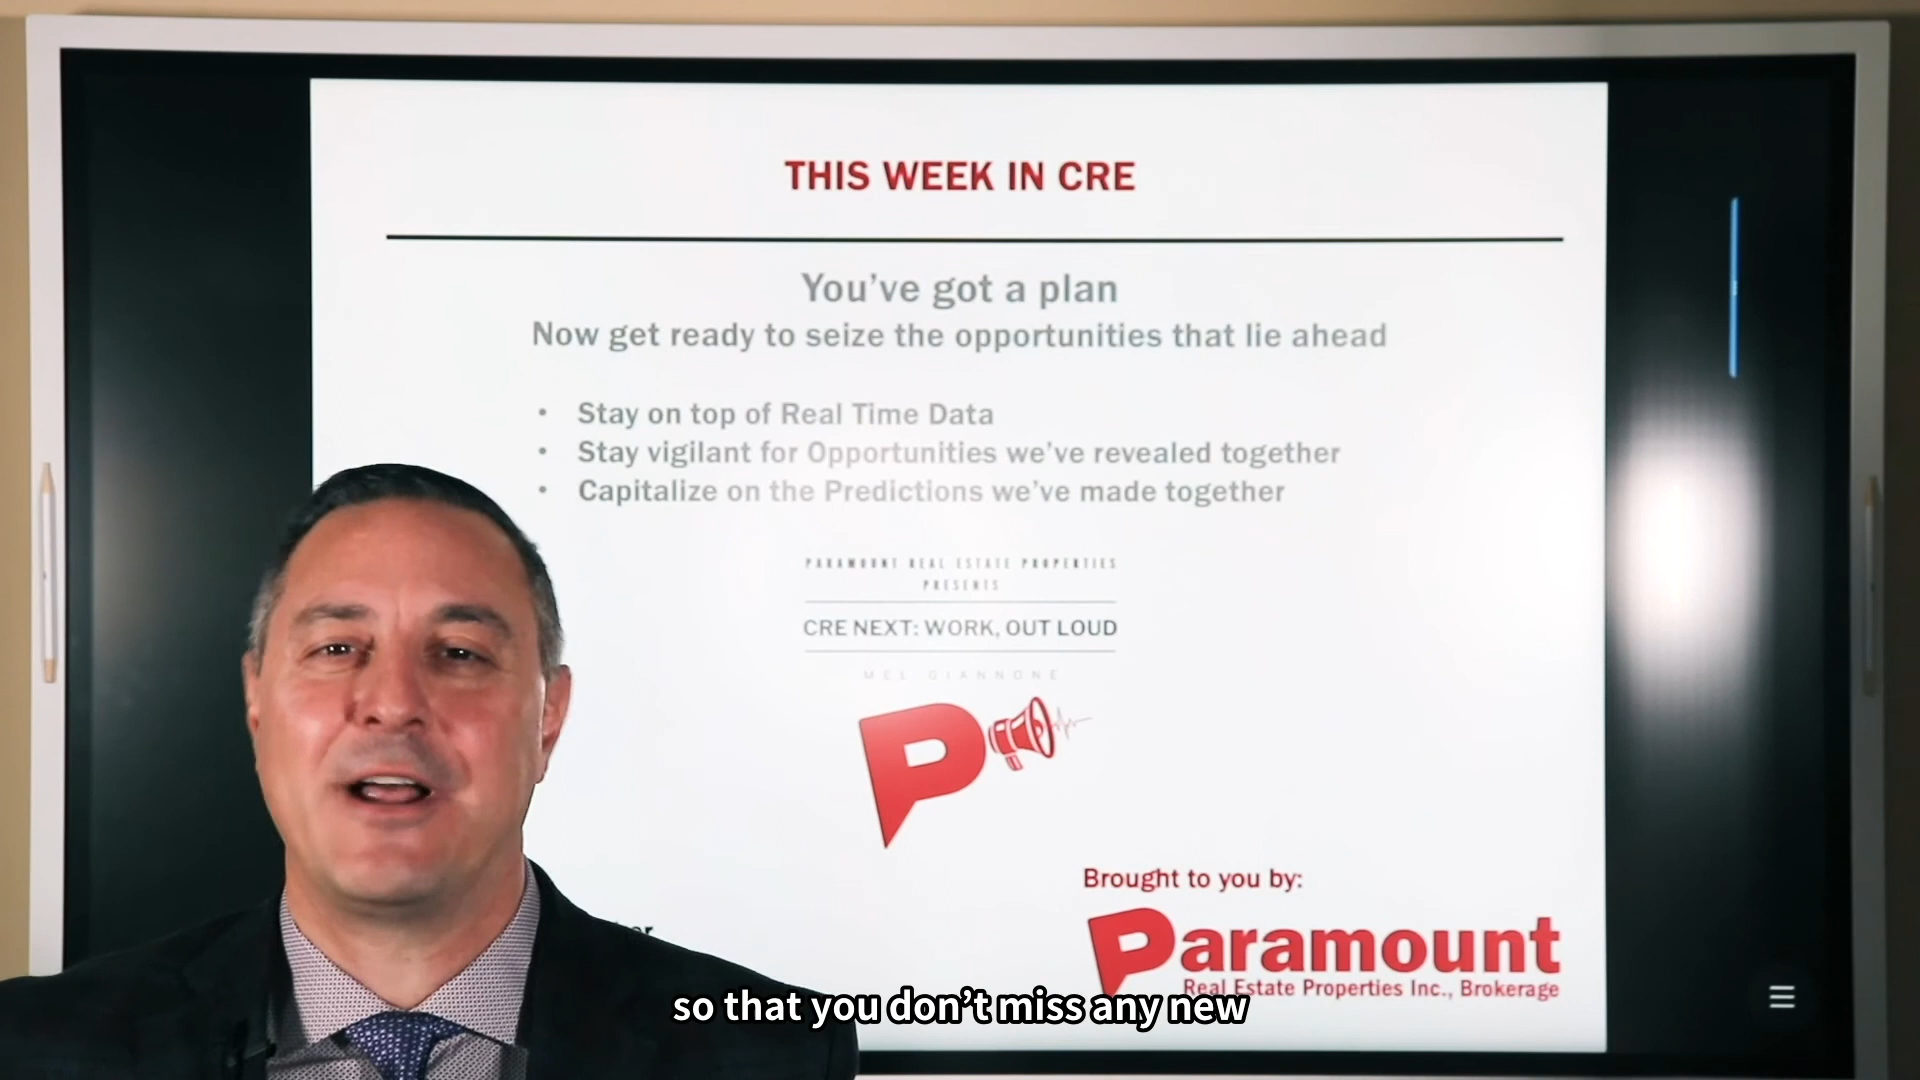 THIS WEEK IN CRE
You’ve got a plan
Now get ready to seize the opportunities that lie ahead
• Stay on top of Real Time Data
• Stay vigilant for Opportunities we’ve revealed together
• Capitalize on the Predictions we’ve made together
PARAMOUNT REAL ESTATE PROPERTIES
PRESENTS
CRE NEXT: WORK, OUT LOUD
MEL GIANNONE
Brought to you by:
Paramount
Real Estate Properties Inc., Brokerage
so that you don’t miss any new